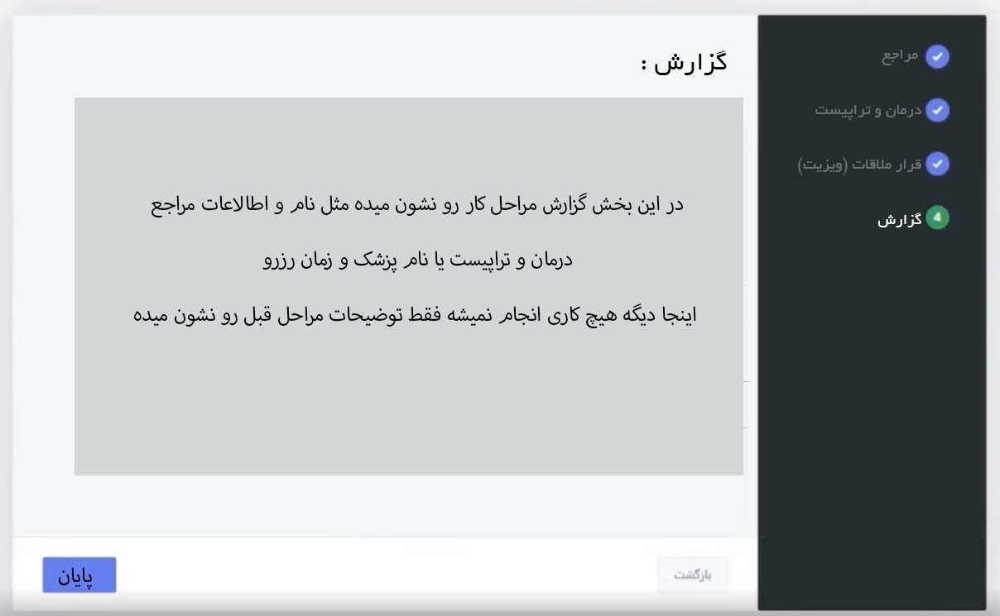 مراجع
درمان و تراپیست
قرار ملاقات (ویزیت)
4 گزارش
گزارش :
در این بخش گزارش مراحل کار رو نشون میده مثل نام و اطالاعات مراجع
درمان و تراپیست یا نام پزشک و زمان رزرو
اینجا دیگه هیچ کاری انجام نمیشه فقط توضیحات مراحل قبل رو نشون میده
بازگشت
پایان